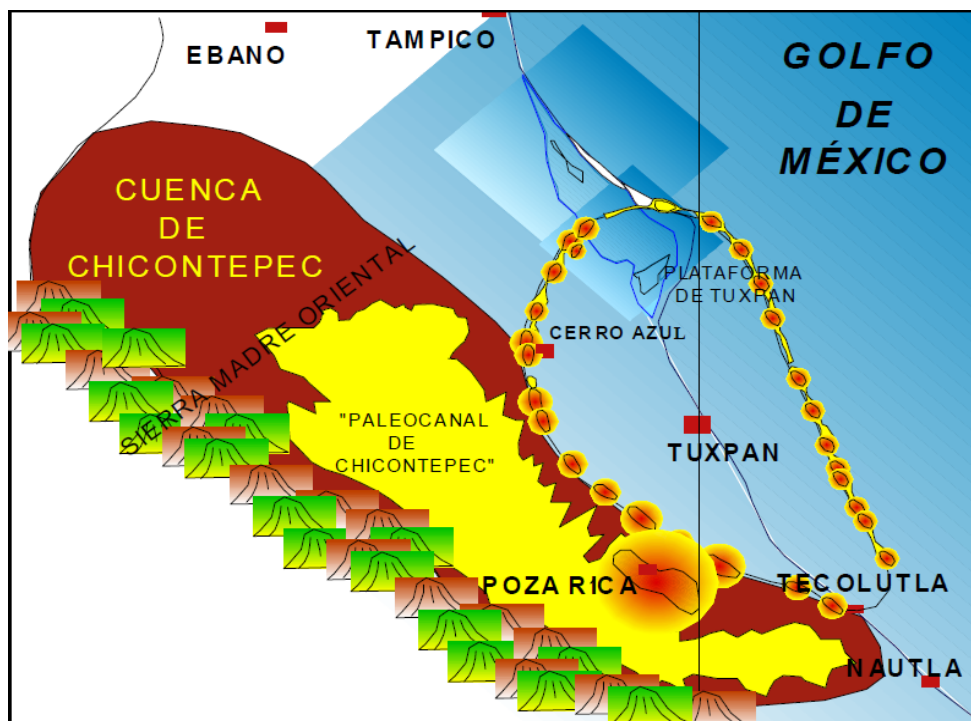 EBANO
TAMPICO
GOLFO
DE
MÉXICO
CUENCA
DE
CHICONTEPEC
SIERRA MADRE ORIENTAL
PLATAFORMA
DE TUXPAN
CERRO AZUL
"PALEOCANAL
DE
CHICONTEPEC"
TUXPAN
POZA RICA
TECOLUTLA
NAUTLA